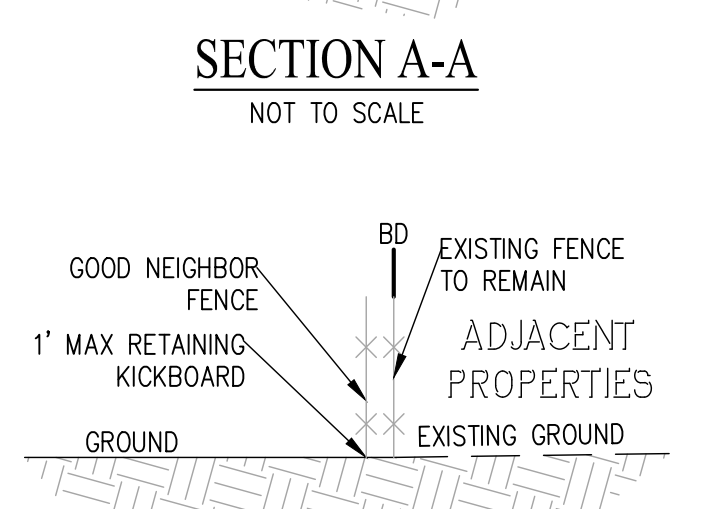 SECTION A-A
NOT TO SCALE
BD
GOOD NEIGHBOR
FENCE
EXISTING FENCE
TO REMAIN
1' MAX RETAINING
KICKBOARD
ADJACENT
PROPERTIES
GROUND
EXISTING GROUND